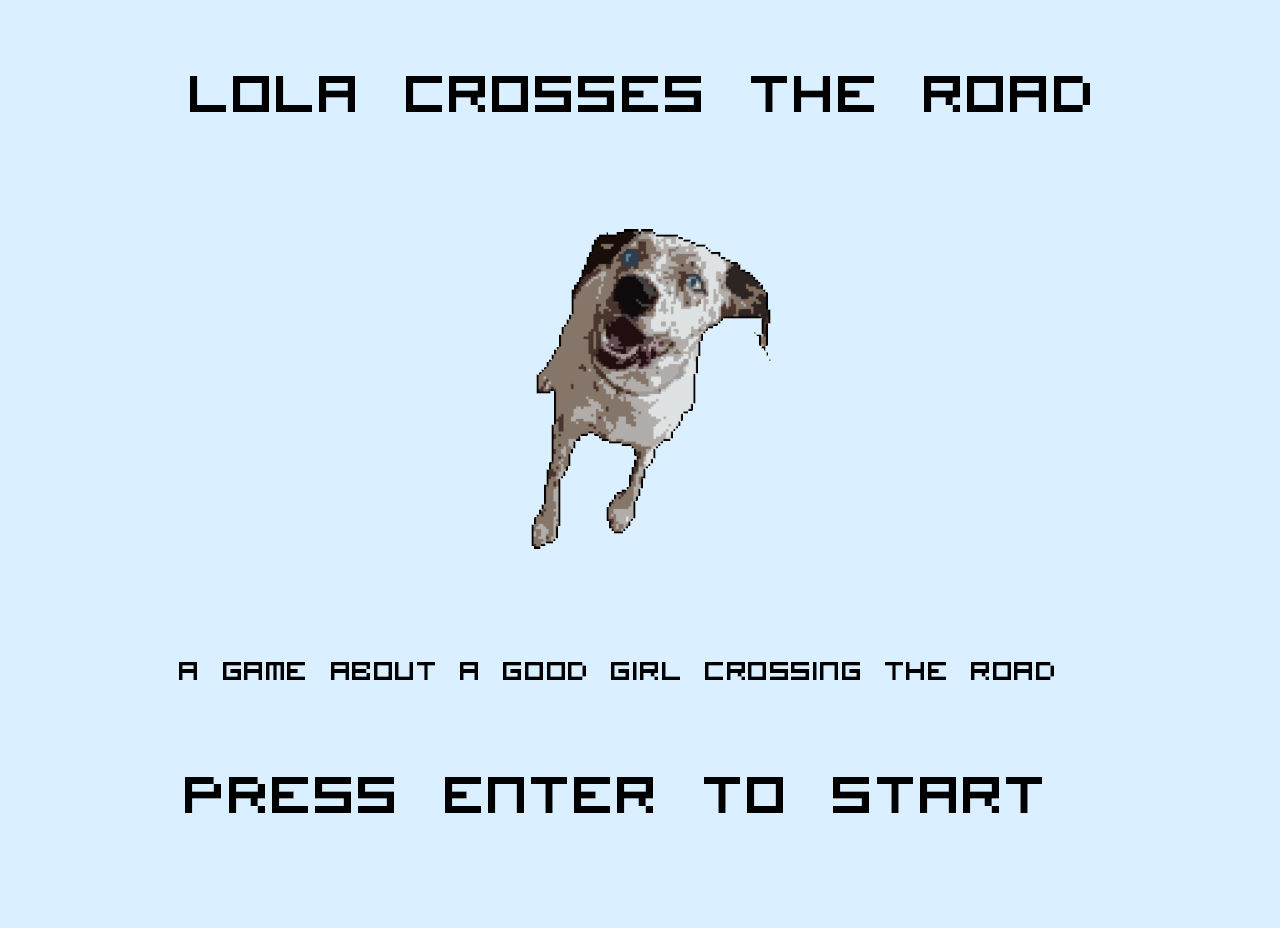 LOLA CROSSES THE ROAD
A GAME ABOUT A GOOD GIRL CROSSING THE ROAD
PRESS ENTER TO START